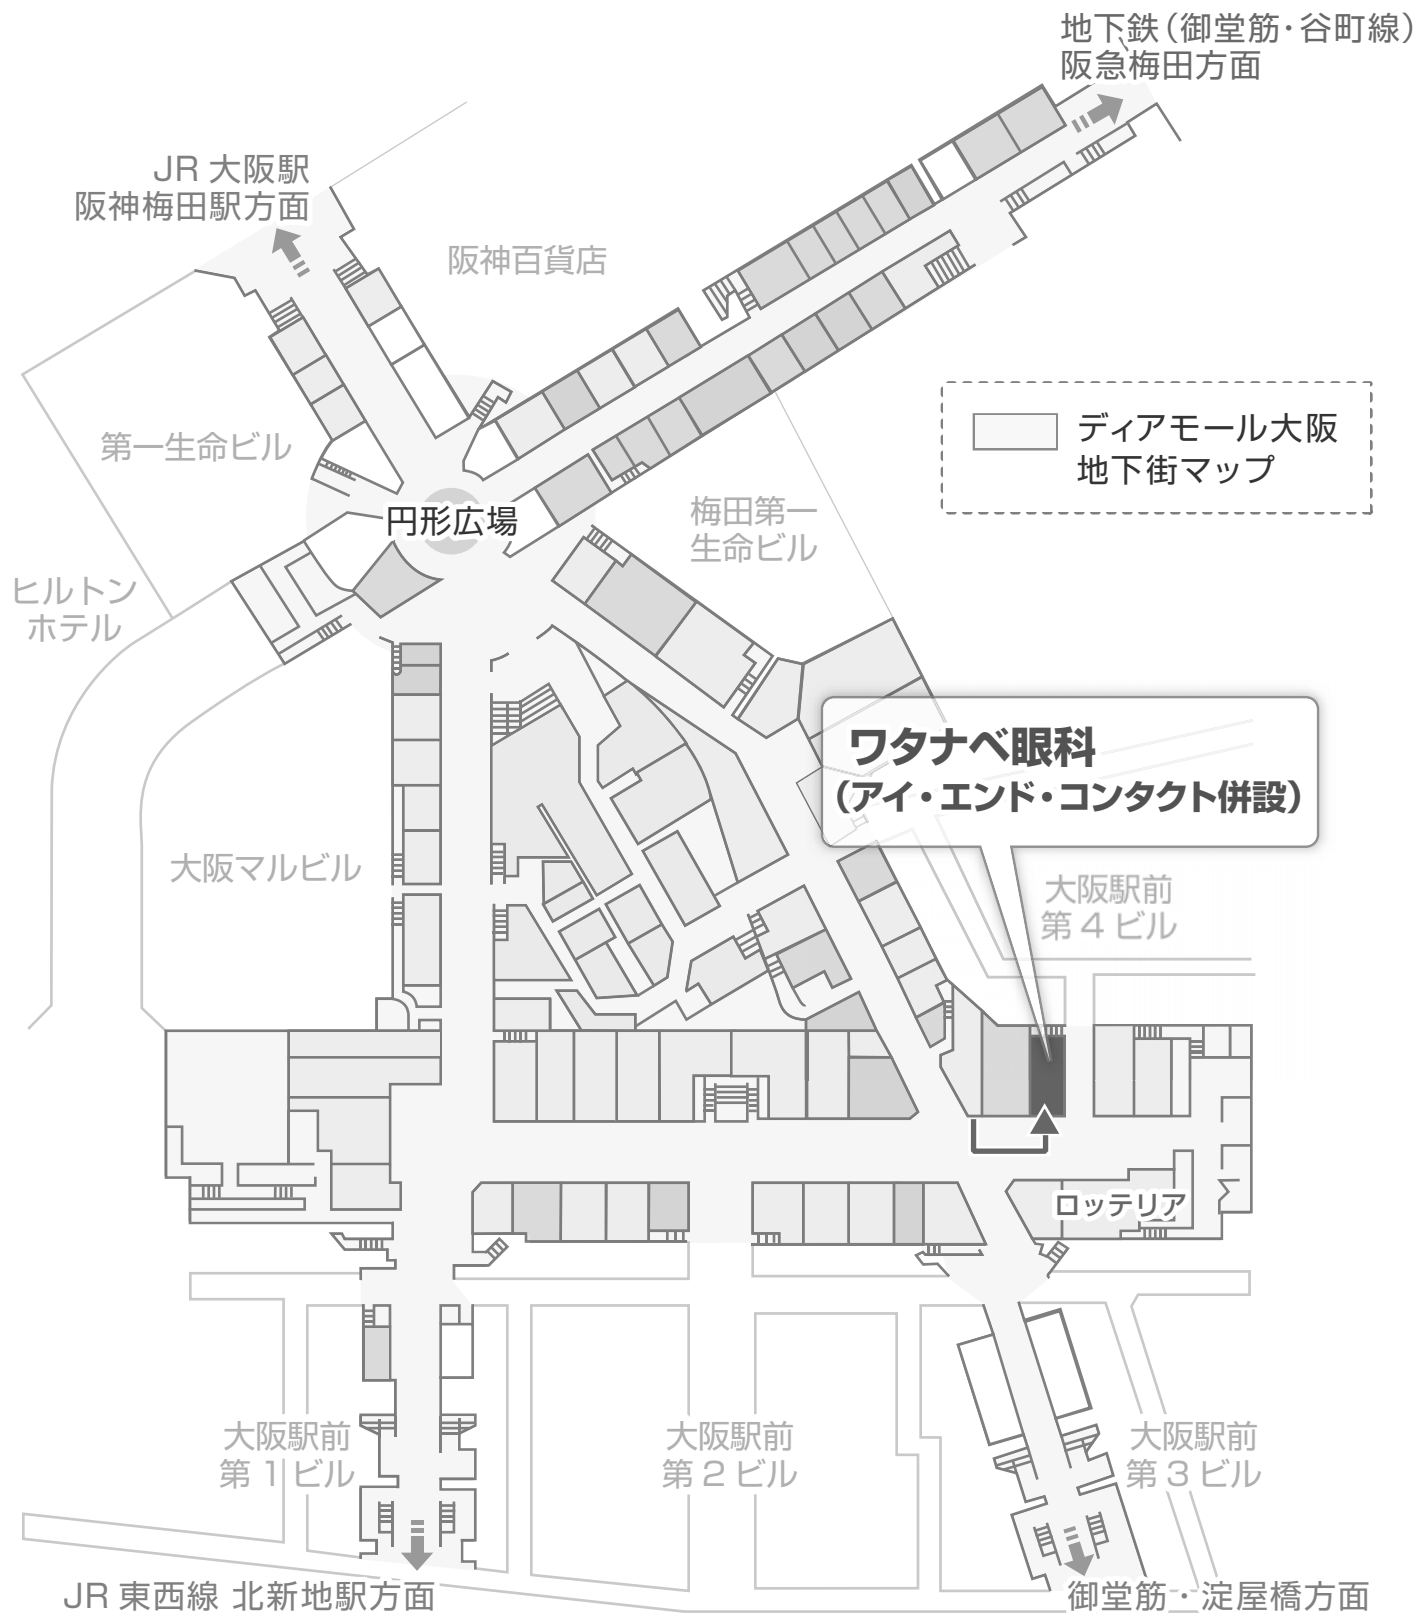 地下鉄(御堂筋・谷町線)
阪急梅田方面
JR 大阪駅
阪神梅田駅方面
阪神百貨店
第一生命ビル
ディアモール大阪
地下街マップ
円形広場
梅田第一
生命ビル
ヒルトン
ホテル
ワタナベ眼科
(アイ・エンド・コンタクト併設)
大阪マルビル
大阪駅前
第4ビル
ロッテリア
大阪駅前
第1ビル
大阪駅前
第2ビル
大阪駅前
第3ビル
JR 東西線 北新地駅方面
御堂筋・淀屋橋方面